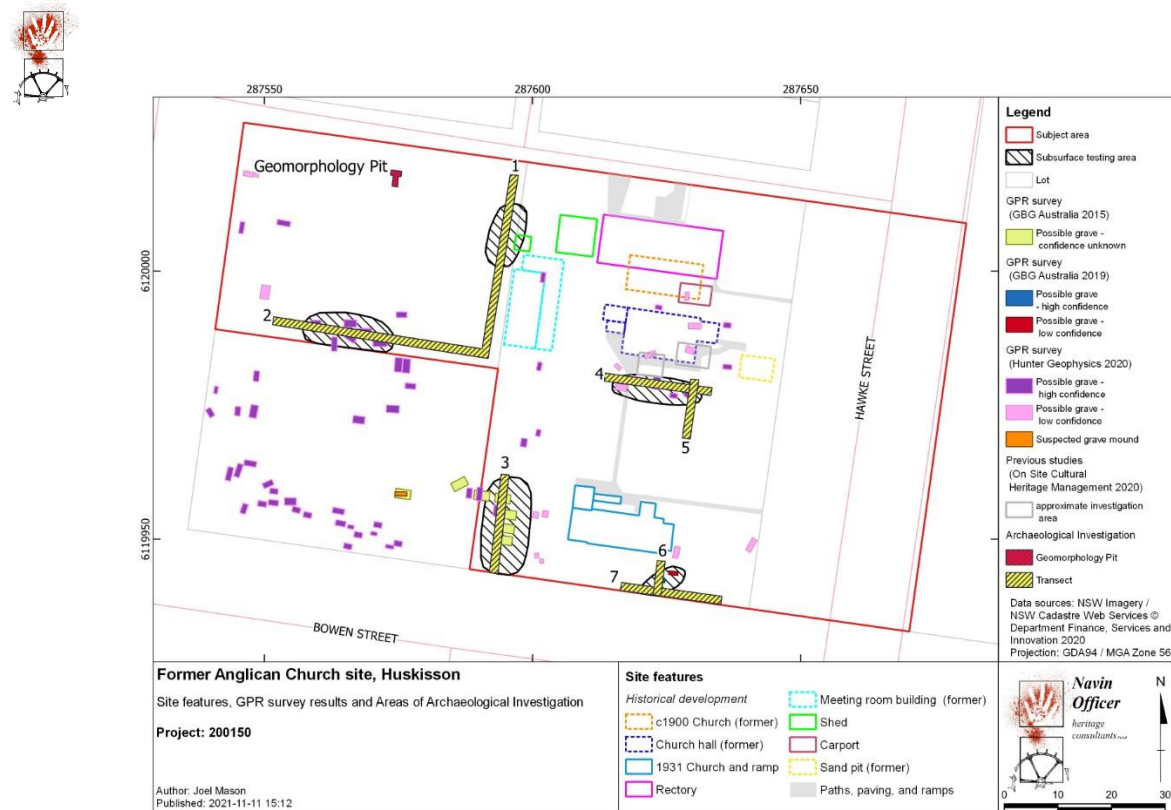 287550
287600
287650
6120000
6119950
Geomorphology Pit
1
2
3
4
5
6
7
HAWKE STREET
BOWEN STREET
Legend
Subject area
Subsurface testing area
Lot
GPR survey
(GBG Australia 2015)
Possible grave -
confidence unknown
GPR survey
(GBG Australia 2019)
Possible grave
- high confidence
Possible grave -
low confidence
GPR survey
(Hunter Geophysics 2020)
Possible grave -
high confidence
Possible grave -
low confidence
Suspected grave mound
Previous studies
(On Site Cultural
Heritage Management 2020)
approximate investigation
area
Archaeological Investigation
Geomorphology Pit
Transect
Data sources: NSW Imagery /
NSW Cadastre Web Services ©
Department Finance, Services and
Innovation 2020
Projection: GDA94 / MGA Zone 56
Former Anglican Church site, Huskisson
Site features, GPR survey results and Areas of Archaeological Investigation
Project: 200150
Author: Joel Mason
Published: 2021-11-11 15:12
Site features
Historical development
c1900 Church (former)
Church hall (former)
1931 Church and ramp
Rectory
Meeting room building (former)
Shed
Carport
Sand pit (former)
Paths, paving, and ramps
Navin
Officer
heritage
consultants
N
0 10 20 30